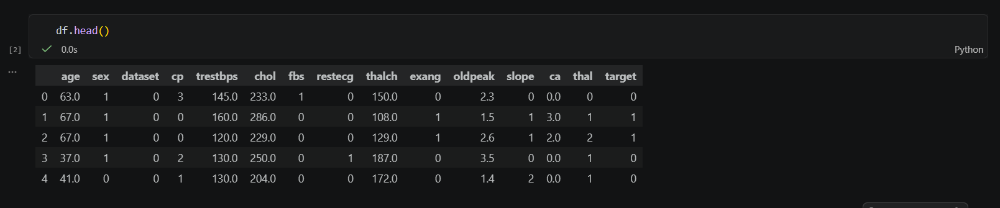 df.head()
[2]
0.0s
Python
...
age sex dataset cp trestbps chol fbs restecg thalch exang oldpeak slope ca thal target
0 63.0 1 0 3 145.0 233.0 1 0 150.0 0 2.3 0 0.0 0 0
1 67.0 1 0 0 160.0 286.0 0 0 108.0 1 1.5 1 3.0 1 1
2 67.0 1 0 0 120.0 229.0 0 0 129.0 1 2.6 1 2.0 2 1
3 37.0 1 0 2 130.0 250.0 0 1 187.0 0 3.5 0 0.0 1 0
4 41.0 0 0 1 130.0 204.0 0 0 172.0 0 1.4 2 0.0 1 0